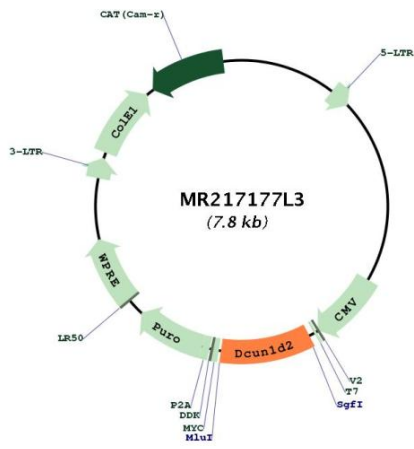 CAT(Cam-r)
5-LTR
ColE1
3-LTR
MR217177L3
(7.8 kb)
WPRE
CMV
LR50
Puro
Dcun1d2
V2
T7
SgfI
P2A
DDK
MYC
MluI